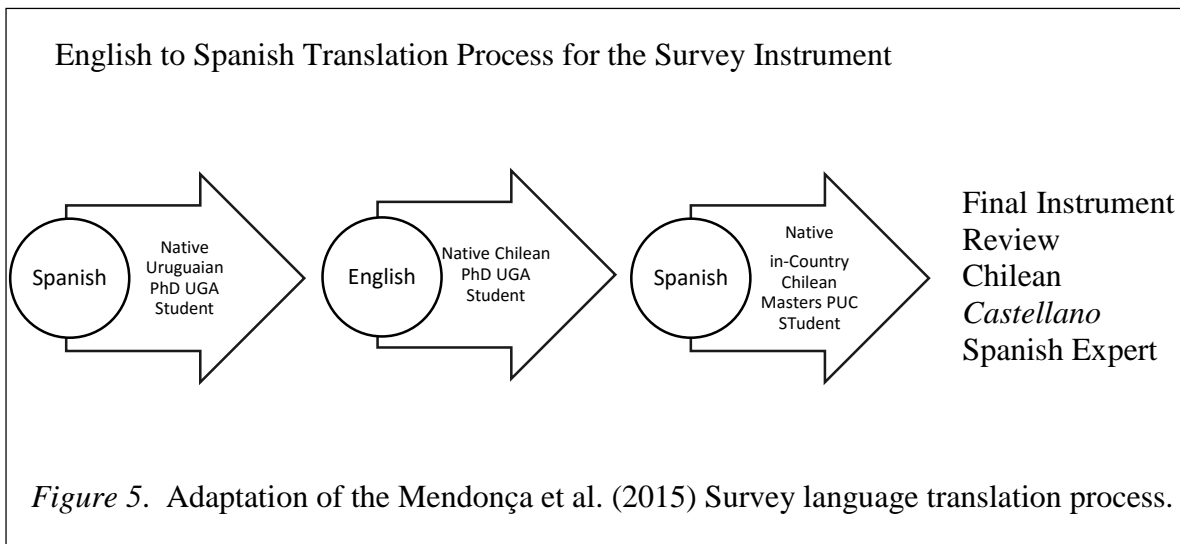 English to Spanish Translation Process for the Survey Instrument
Spanish
Native
Uruguaian
PhD UGA
Student
English
Native Chilean
PhD UGA
Student
Spanish
Native
in-Country
Chilean
Masters PUC
STudent
Final Instrument
Review
Chilean
Castellano
Spanish Expert
Figure 5. Adaptation of the Mendonça et al. (2015) Survey language translation process.